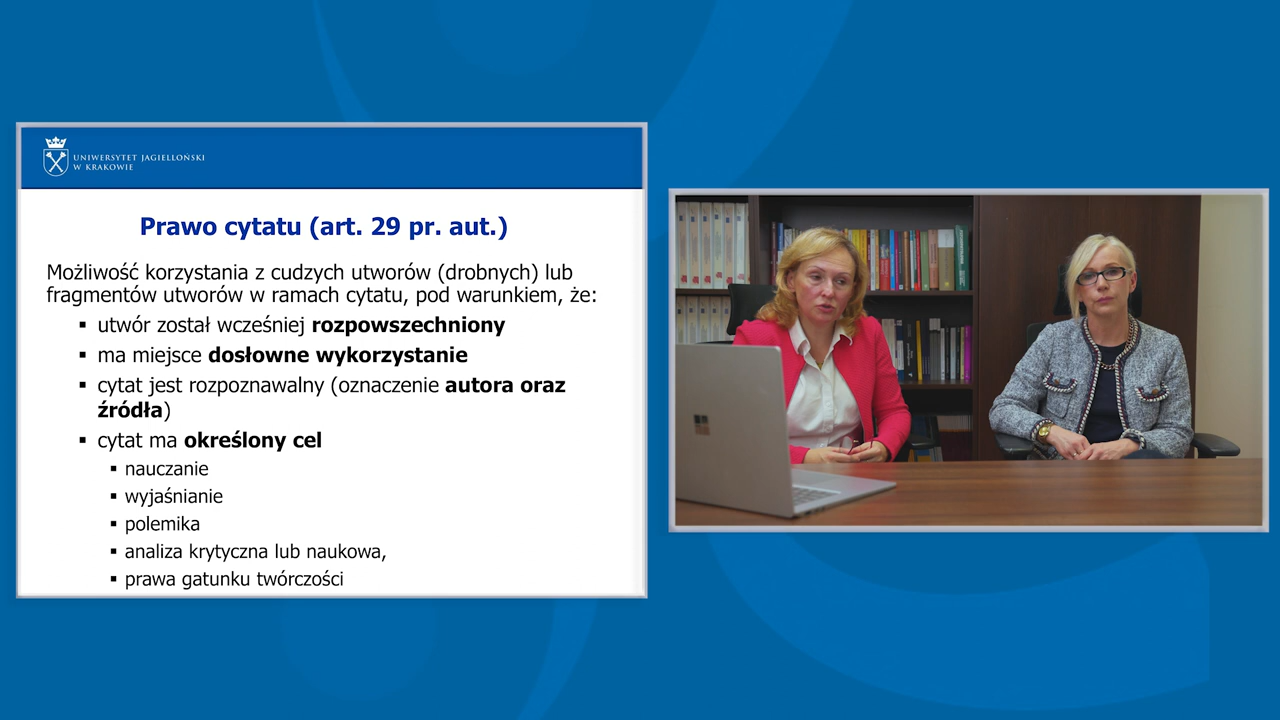 UNIWERSYTET JAGIELLOŃSKI
W KRAKOWIE
Prawo cytatu (art. 29 pr. aut.)
Możliwość korzystania z cudzych utworów (drobnych) lub
fragmentów utworów w ramach cytatu, pod warunkiem, że:
▪ utwór został wcześniej rozpowszechniony
▪ ma miejsce dosłowne wykorzystanie
▪ cytat jest rozpoznawalny (oznaczenie autora oraz
źródła)
▪ cytat ma określony cel
▪ nauczanie
▪ wyjaśnianie
▪ polemika
▪ analiza krytyczna lub naukowa,
▪ prawa gatunku twórczości